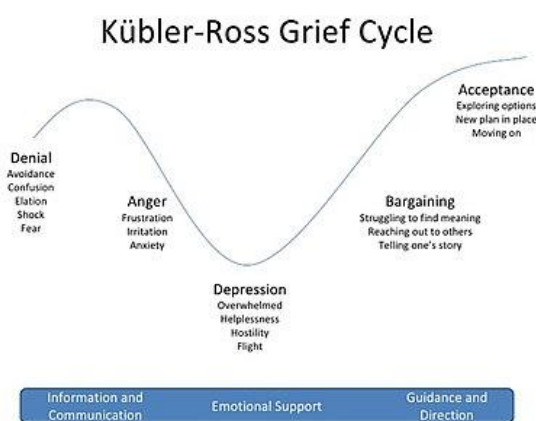 Kübler-Ross Grief Cycle
Denial
Avoidance
Confusion
Elation
Shock
Fear
Anger
Frustration
Irritation
Anxiety
Depression
Overwhelmed
Helplessness
Hostility
Flight
Bargaining
Struggling to find meaning
Reaching out to others
Telling one's story
Acceptance
Exploring options
New plan in place
Moving on
Information and
Communication
Emotional Support
Guidance and
Direction